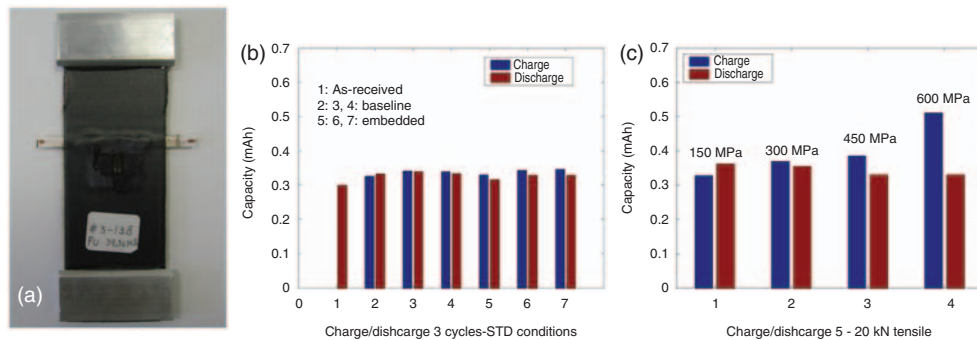 (a)
#3-138
(b)
0.7
0.6
0.5
0.4
0.3
0.2
0.1
0
Capacity (mAh)
Charge
Discharge
1: As-received
2: 3, 4: baseline
5: 6, 7: embedded
0 1 2 3 4 5 6 7
Charge/dishcarge 3 cycles-STD conditions
(c)
0.7
0.6
0.5
0.4
0.3
0.2
0.1
0
Capacity (mAh)
Charge
Discharge
150 MPa
300 MPa
450 MPa
600 MPa
1 2 3 4
Charge/dishcarge 5 - 20 kN tensile